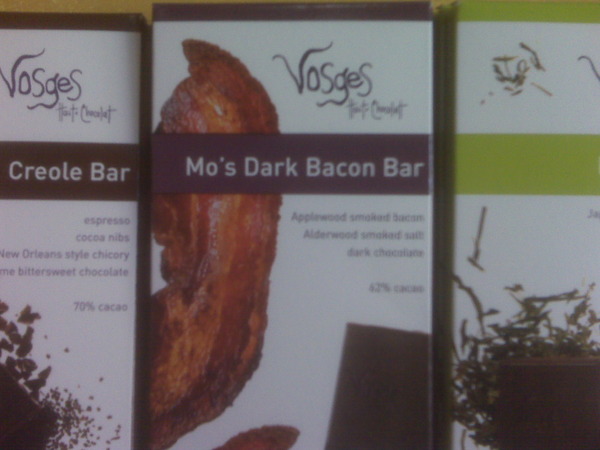 Vosges
Haut-Chocolat
Creole Bar
espresso
cocoa nibs
New Orleans style chicory
bittersweet chocolate
70% cacao
Vosges
Haut-Chocolat
Mo's Dark Bacon Bar
Applewood smoked bacon
Alderwood smoked salt
dark chocolate
62% cacao